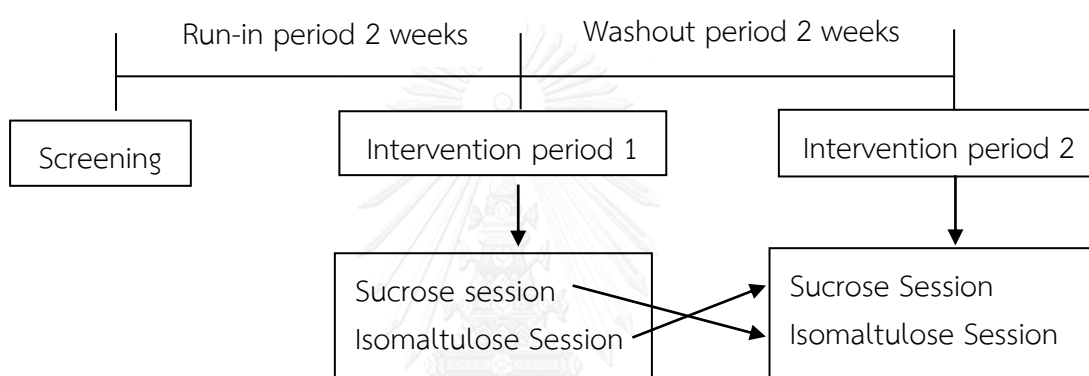 Run-in period 2 weeks
Washout period 2 weeks
Screening
Intervention period 1
Intervention period 2
Sucrose session
Isomaltulose Session
Sucrose Session
Isomaltulose Session